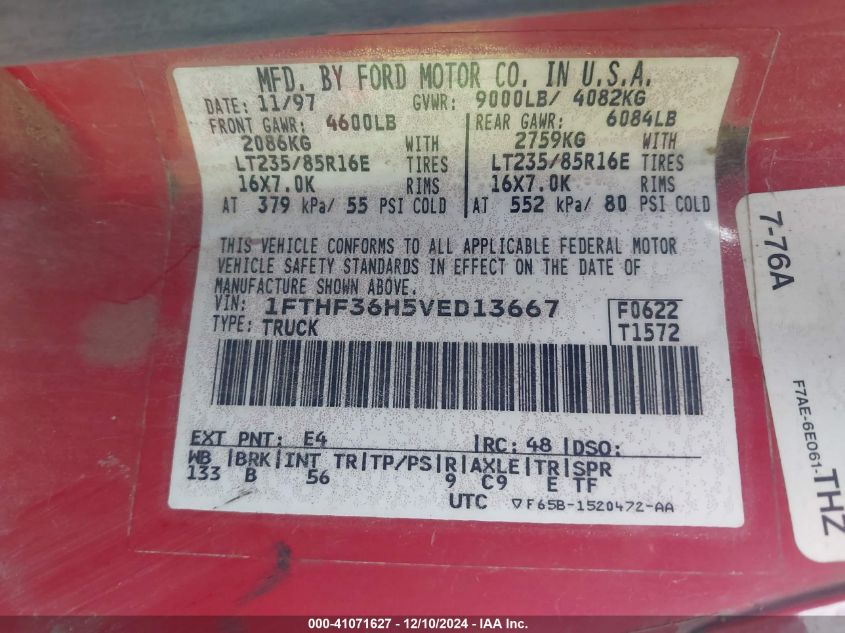 MFD. BY FORD MOTOR CO. IN U.S.A.
DATE: 11/97 GVWR: 9000LB/ 4082KG
FRONT GAWR: 4600LB REAR GAWR: 6084LB
2086KG WITH 2759KG WITH
LT235/85R16E TIRES LT235/85R16E TIRES
16X7.0K RIMS 16X7.0K RIMS
AT 379 kPa/ 55 PSI COLD AT 552 kPa/ 80 PSI COLD
THIS VEHICLE CONFORMS TO ALL APPLICABLE FEDERAL MOTOR
VEHICLE SAFETY STANDARDS IN EFFECT ON THE DATE OF
MANUFACTURE SHOWN ABOVE.
VIN: 1FTHF36H5VED13667 F0622
TYPE: TRUCK T1572
EXT PNT: E4 RC: 48 DSO:
WB BRK INT TR TP/PS R AXLE TR SPR
133 B 56 9 C9 E TF
UTC ▽F65B-1520472-AA
7-76A
F7AE-6E061-
THZ
000-41071627 - 12/10/2024 - IAA Inc.